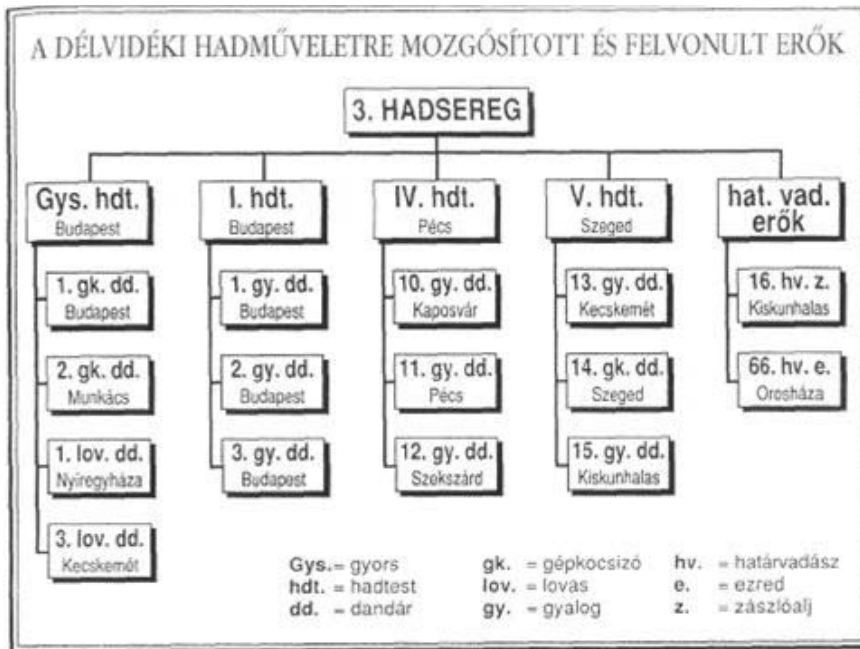 A DÉLVIDÉKI HADMŰVELETRE MOZGÓSÍTOTT ÉS FELVONULT ERŐK
3. HADSEREG
Gys. hdt.
Budapest
1. gk. dd.
Budapest
2. gk. dd.
Munkács
1. lov. dd.
Nyíregyháza
3. lov. dd.
Kecskemét
I. hdt.
Budapest
1. gy. dd.
Budapest
2. gy. dd.
Budapest
3. gy. dd.
Budapest
IV. hdt.
Pécs
10. gy. dd.
Kaposvár
11. gy. dd.
Pécs
12. gy. dd.
Szekszárd
V. hdt.
Szeged
13. gy. dd.
Kecskemét
14. gk. dd.
Szeged
15. gy. dd.
Kiskunhalas
hat. vad.
erők
16. hv. z.
Kiskunhalas
66. hv. e.
Orosháza
Gys. = gyors
hdt. = hadtest
dd. = dandár
gk. = gépkocsizó
lov. = lovas
gy. = gyalog
hv. = határvadász
e. = ezred
z. = zászlóalj